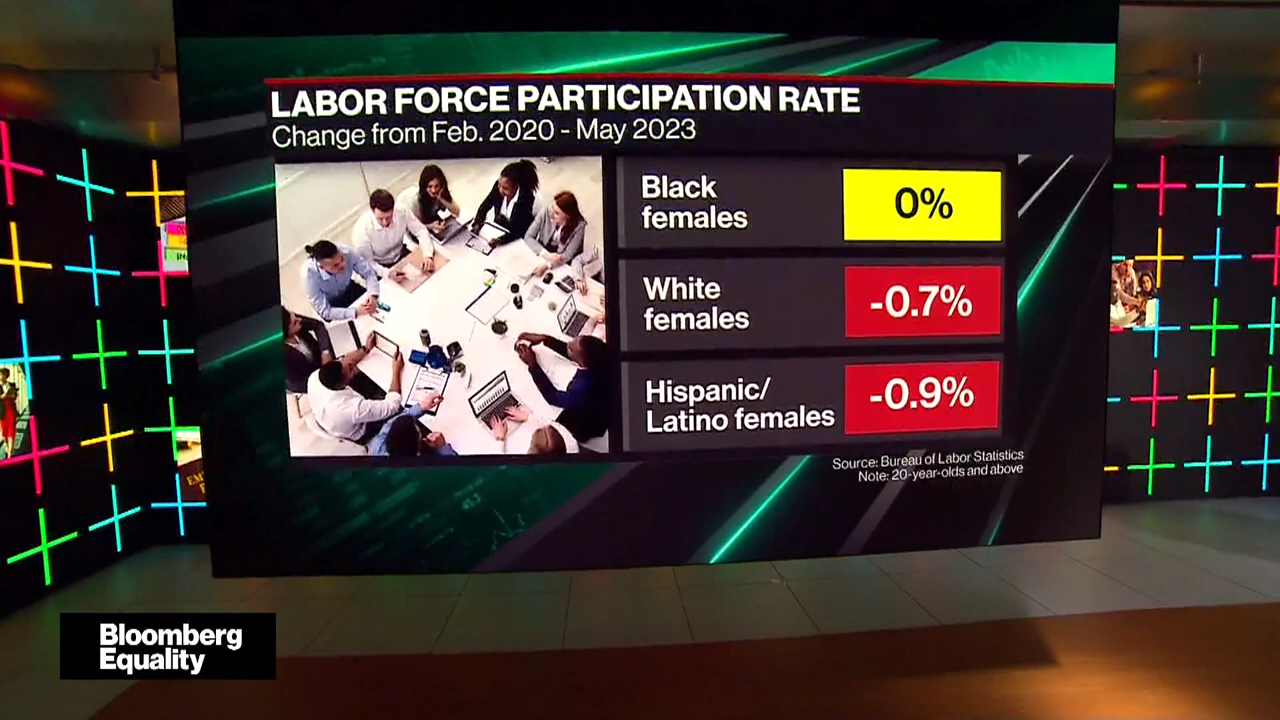 LABOR FORCE PARTICIPATION RATE
Change from Feb. 2020 - May 2023
Black
females
0%
White
females
-0.7%
Hispanic/
Latino females
-0.9%
Source: Bureau of Labor Statistics
Note: 20-year-olds and above
Bloomberg
Equality